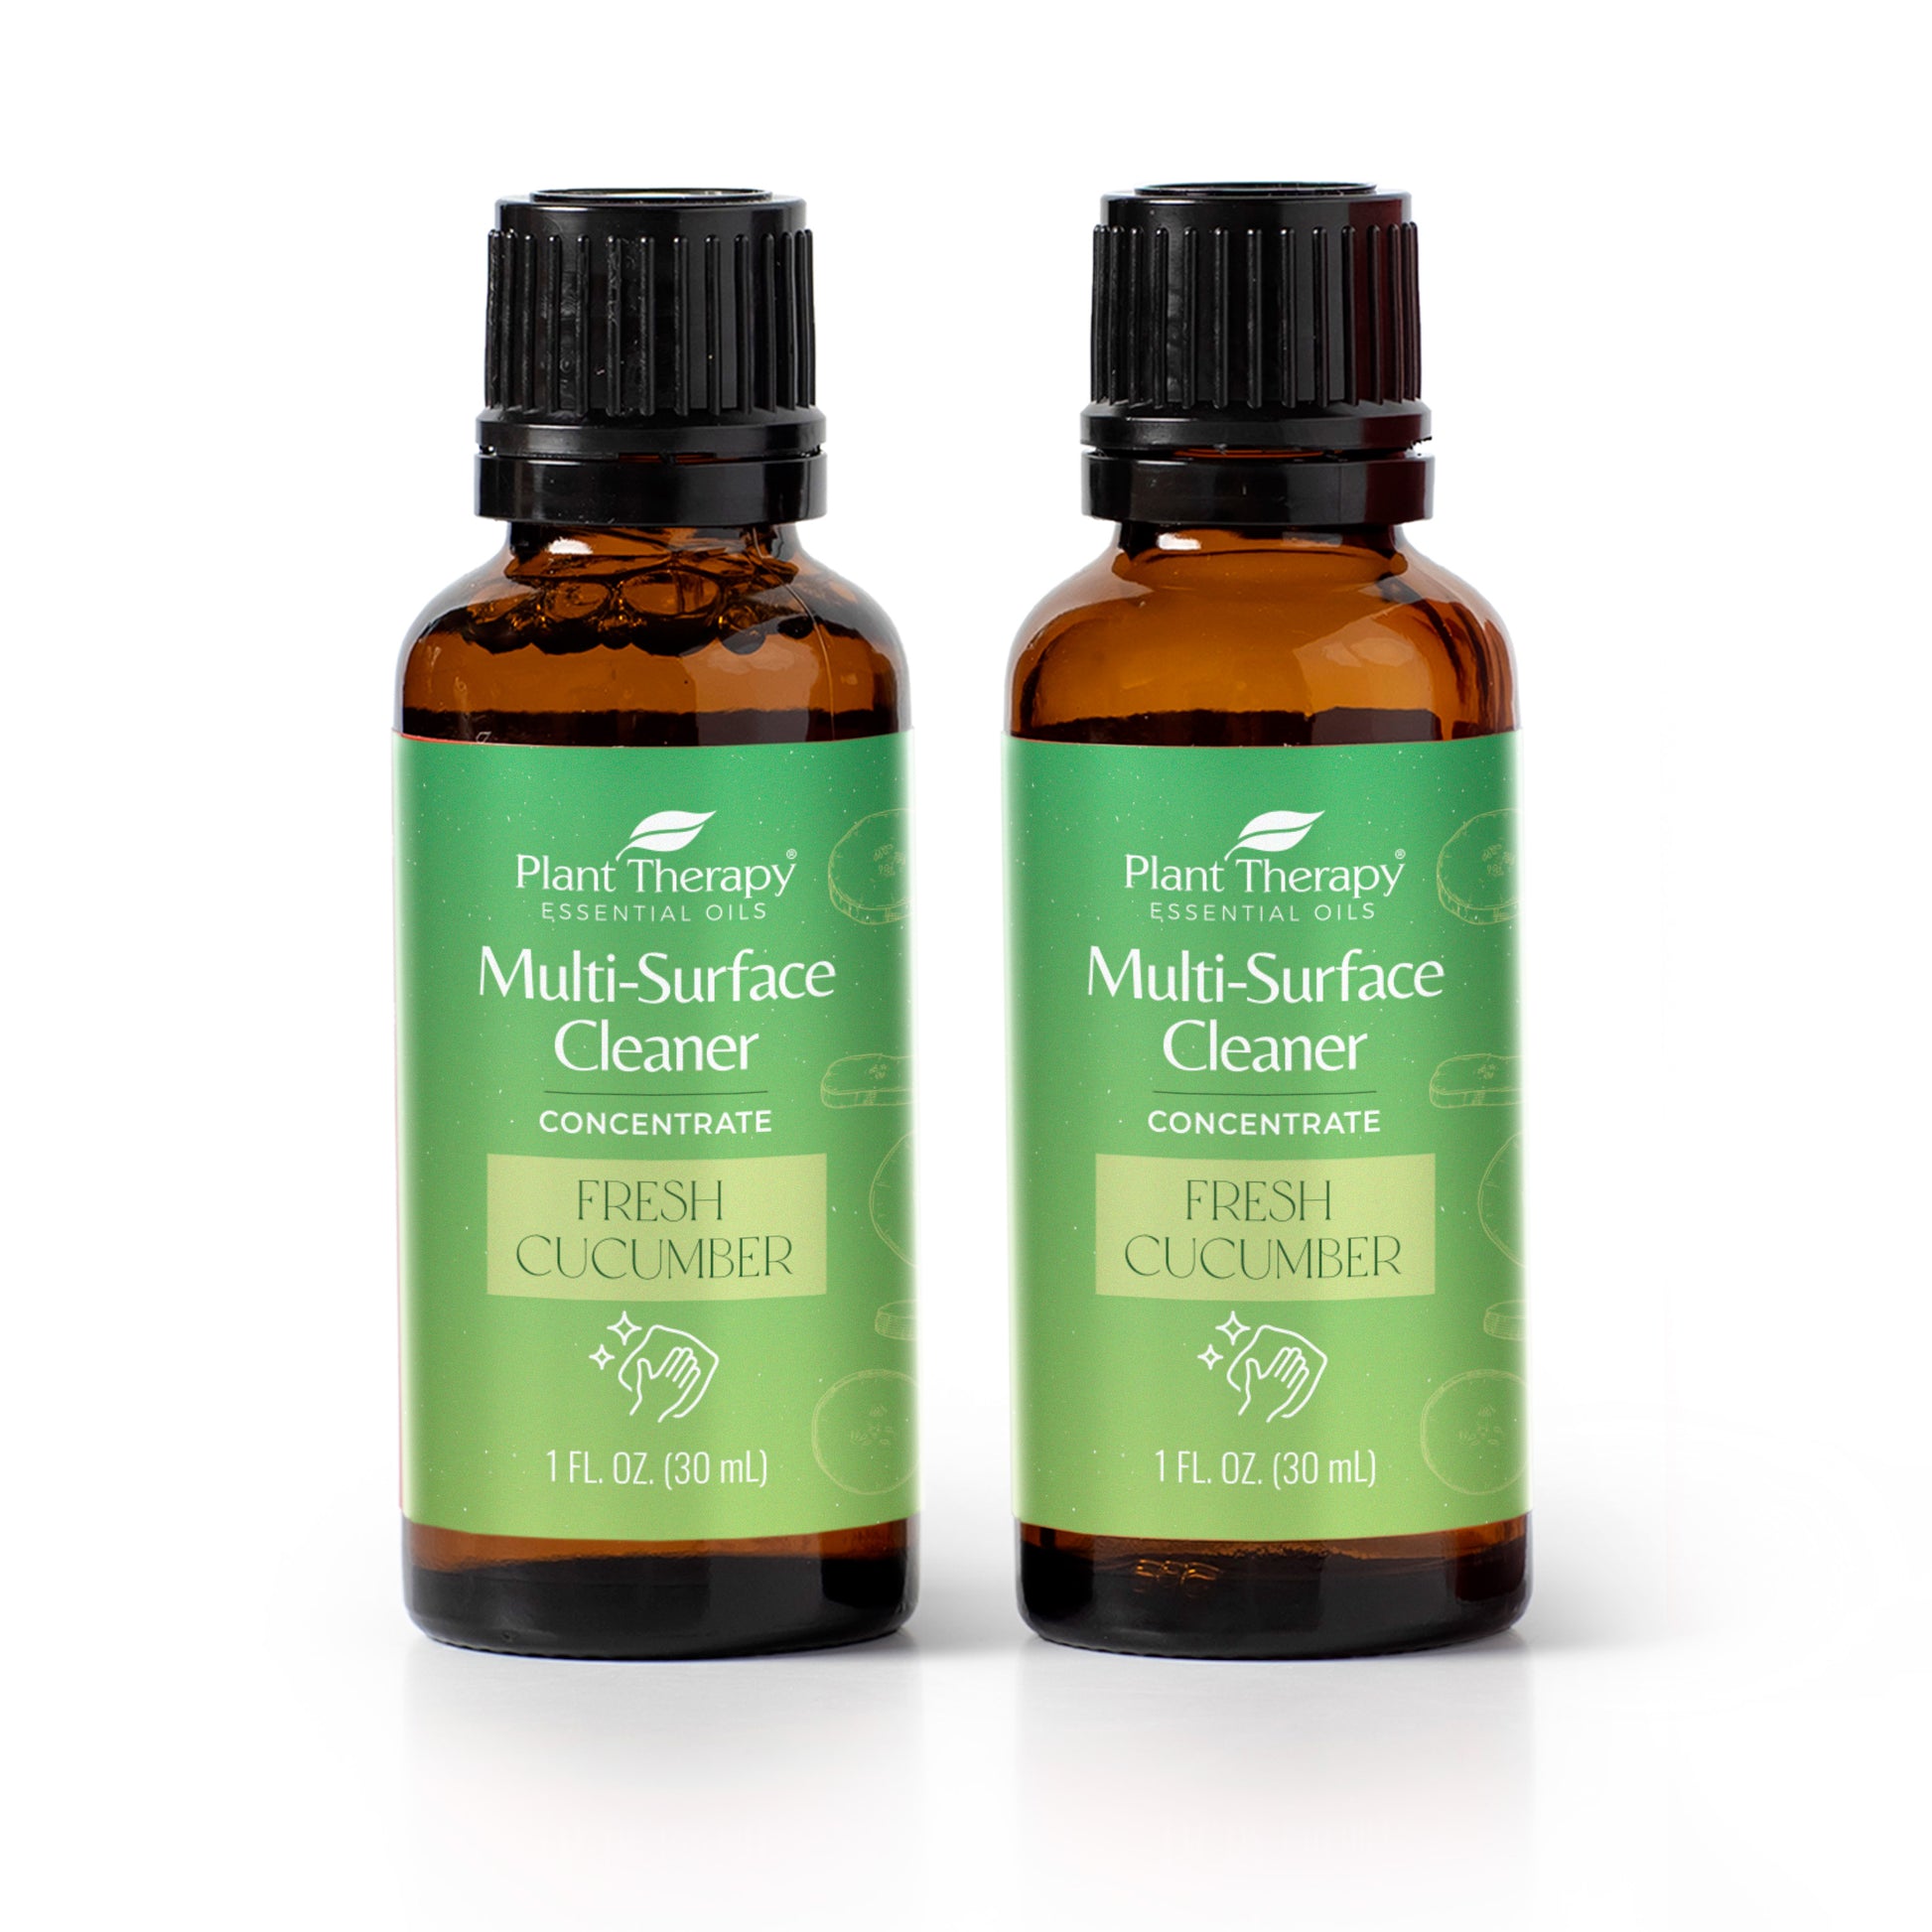 Plant Therapy®
ESSENTIAL OILS
Multi-Surface
Cleaner
CONCENTRATE
FRESH
CUCUMBER
1 FL. OZ. (30 mL)
Plant Therapy®
ESSENTIAL OILS
Multi-Surface
Cleaner
CONCENTRATE
FRESH
CUCUMBER
1 FL. OZ. (30 mL)